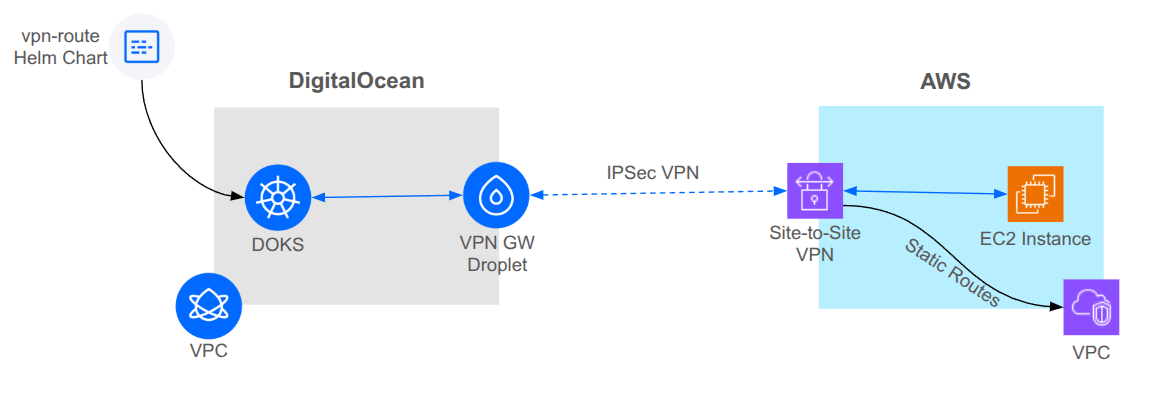 vpn-route
Helm Chart
DigitalOcean
AWS
IPSec VPN
DOKS
VPN GW
Droplet
Site-to-Site
VPN
EC2 Instance
Static Routes
VPC
VPC